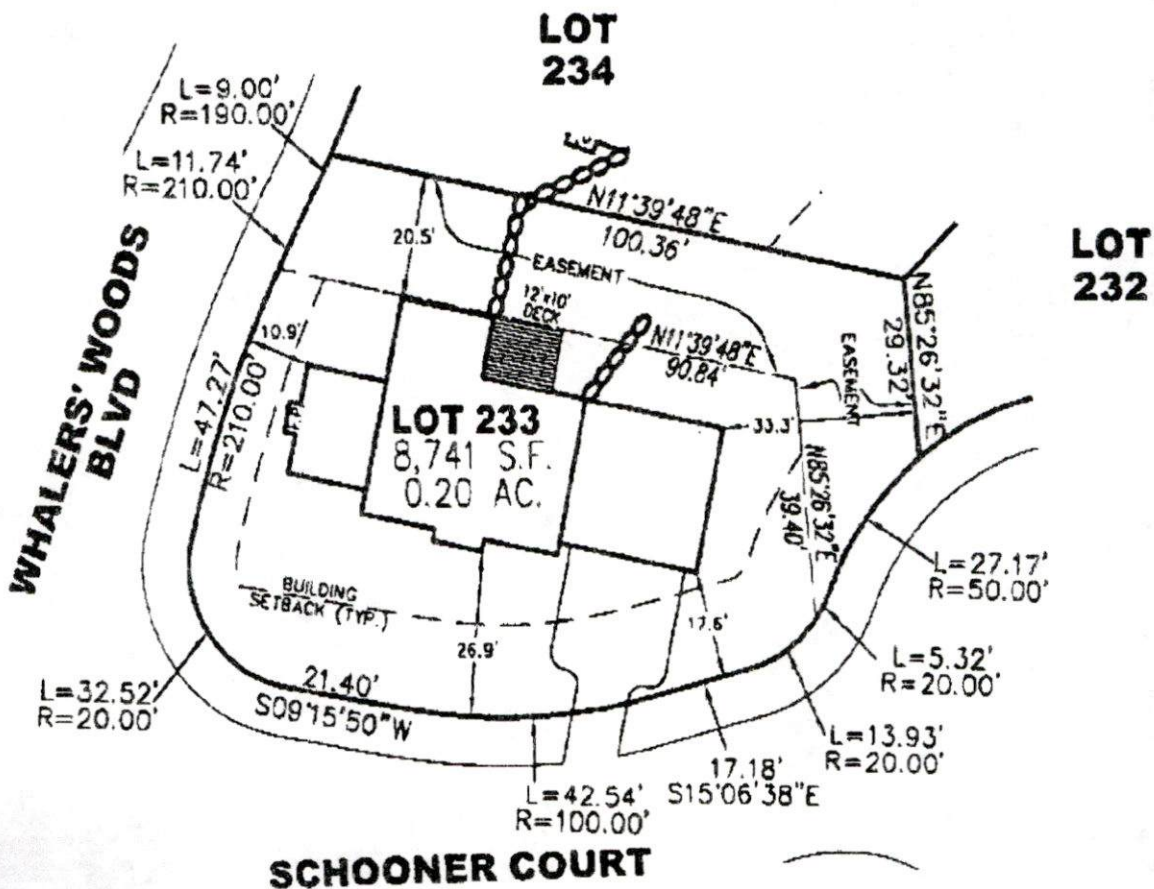 LOT
234
L=9.00'
R=190.00'
L=11.74'
R=210.00'
N11°39'48"E
100.36'
LOT
232
WHALERS' WOODS
BLVD
20.5'
EASEMENT
12'x10'
DECK
N11°39'48"E
90.84'
EASEMENT
N85°26'32"E
29.32'
10.9'
L=47.27'
R=210.00'
F.P.
LOT 233
8,741 S.F.
0.20 AC.
33.3'
N85°26'32"E
39.40'
BUILDING
SETBACK (TYP.)
26.9'
17.6'
L=27.17'
R=50.00'
L=5.32'
R=20.00'
L=32.52'
R=20.00'
21.40'
S09°15'50"W
L=13.93'
R=20.00'
17.18'
S15°06'38"E
L=42.54'
R=100.00'
SCHOONER COURT